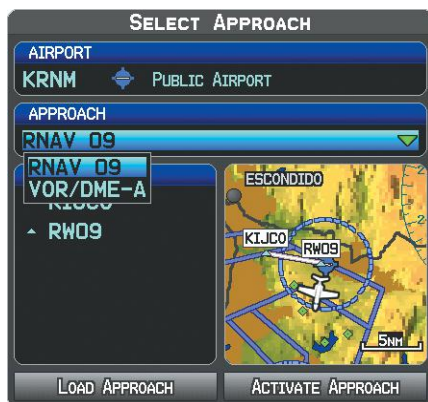 SELECT APPROACH
AIRPORT
KRNM PUBLIC AIRPORT
APPROACH
RNAV 09
RNAV 09
VOR/DME-A
KIJCO
RW09
ESCONDIDO
KIJCO
RW09
5NM
LOAD APPROACH
ACTIVATE APPROACH